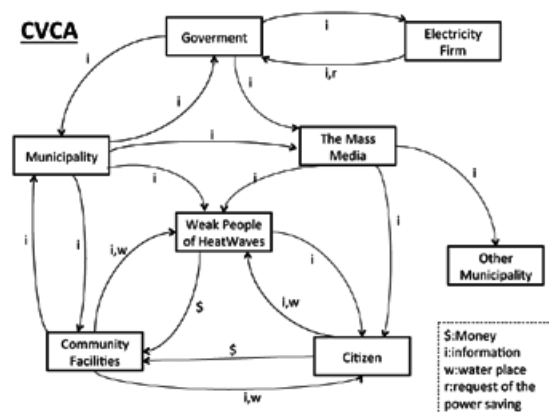 CVCA
Goverment
i
Electricity
Firm
i,r
i
i
i
i
Municipality
The Mass
Media
i
i
i
i
i
i
Weak People
of HeatWaves
i,w
i
Other
Municipality
$
i,w
Community
Facilities
$
Citizen
i,w
$:Money
i:information
w:water place
r:request of the
power saving